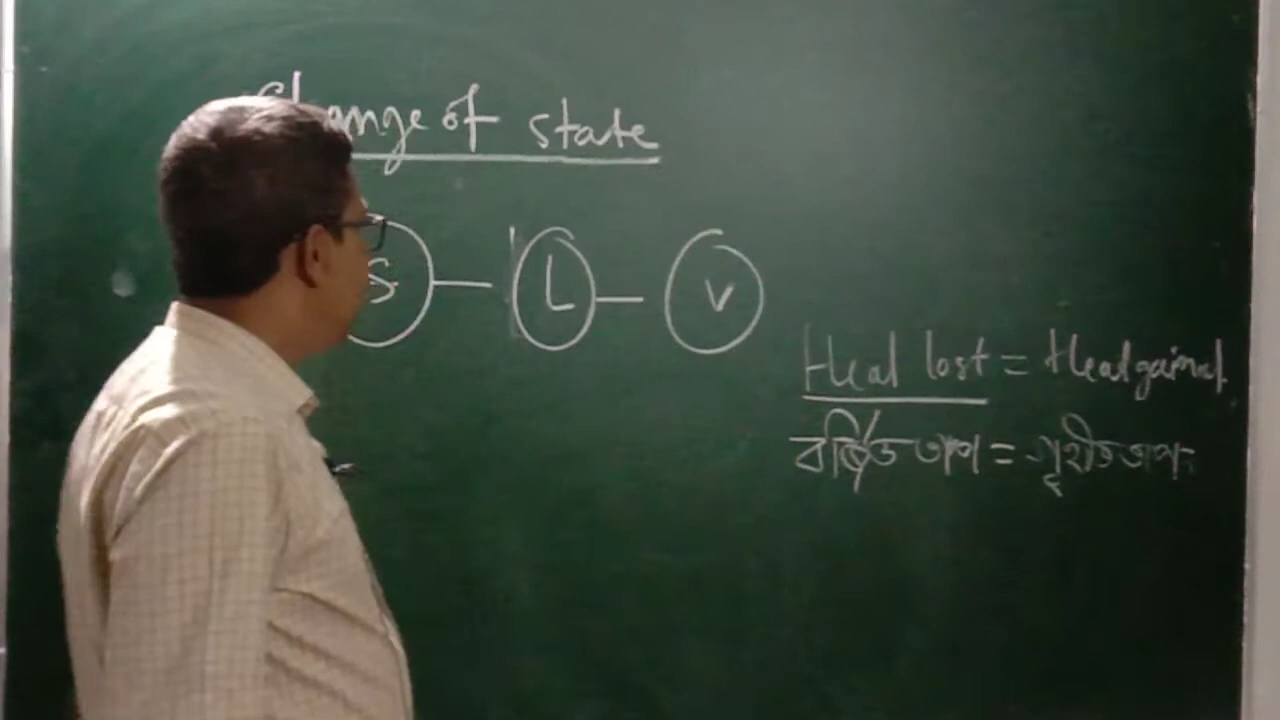 Change of state
S — L — V
Heat lost = Heat gained
বর্জিত তাপ = গৃহীত তাপ